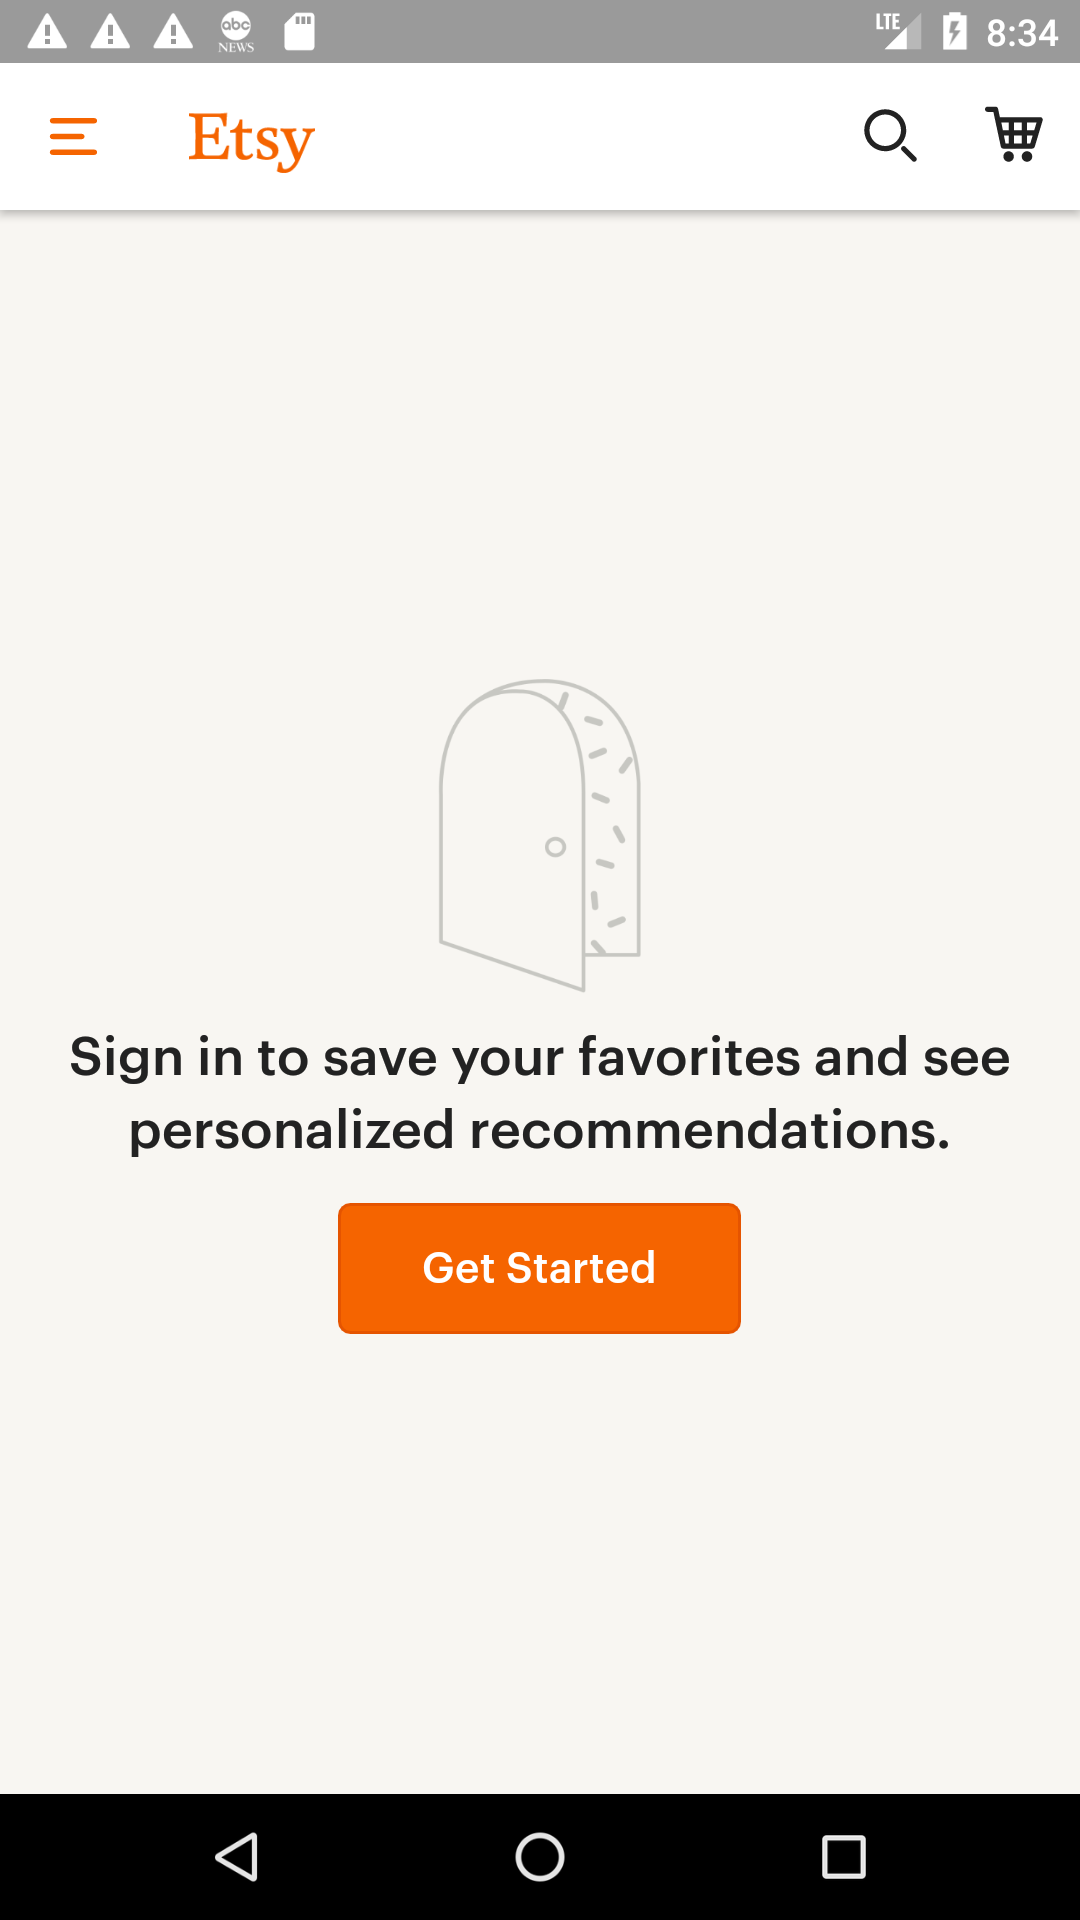 abc
NEWS
LTE
8:34
Etsy
Sign in to save your favorites and see
personalized recommendations.
Get Started